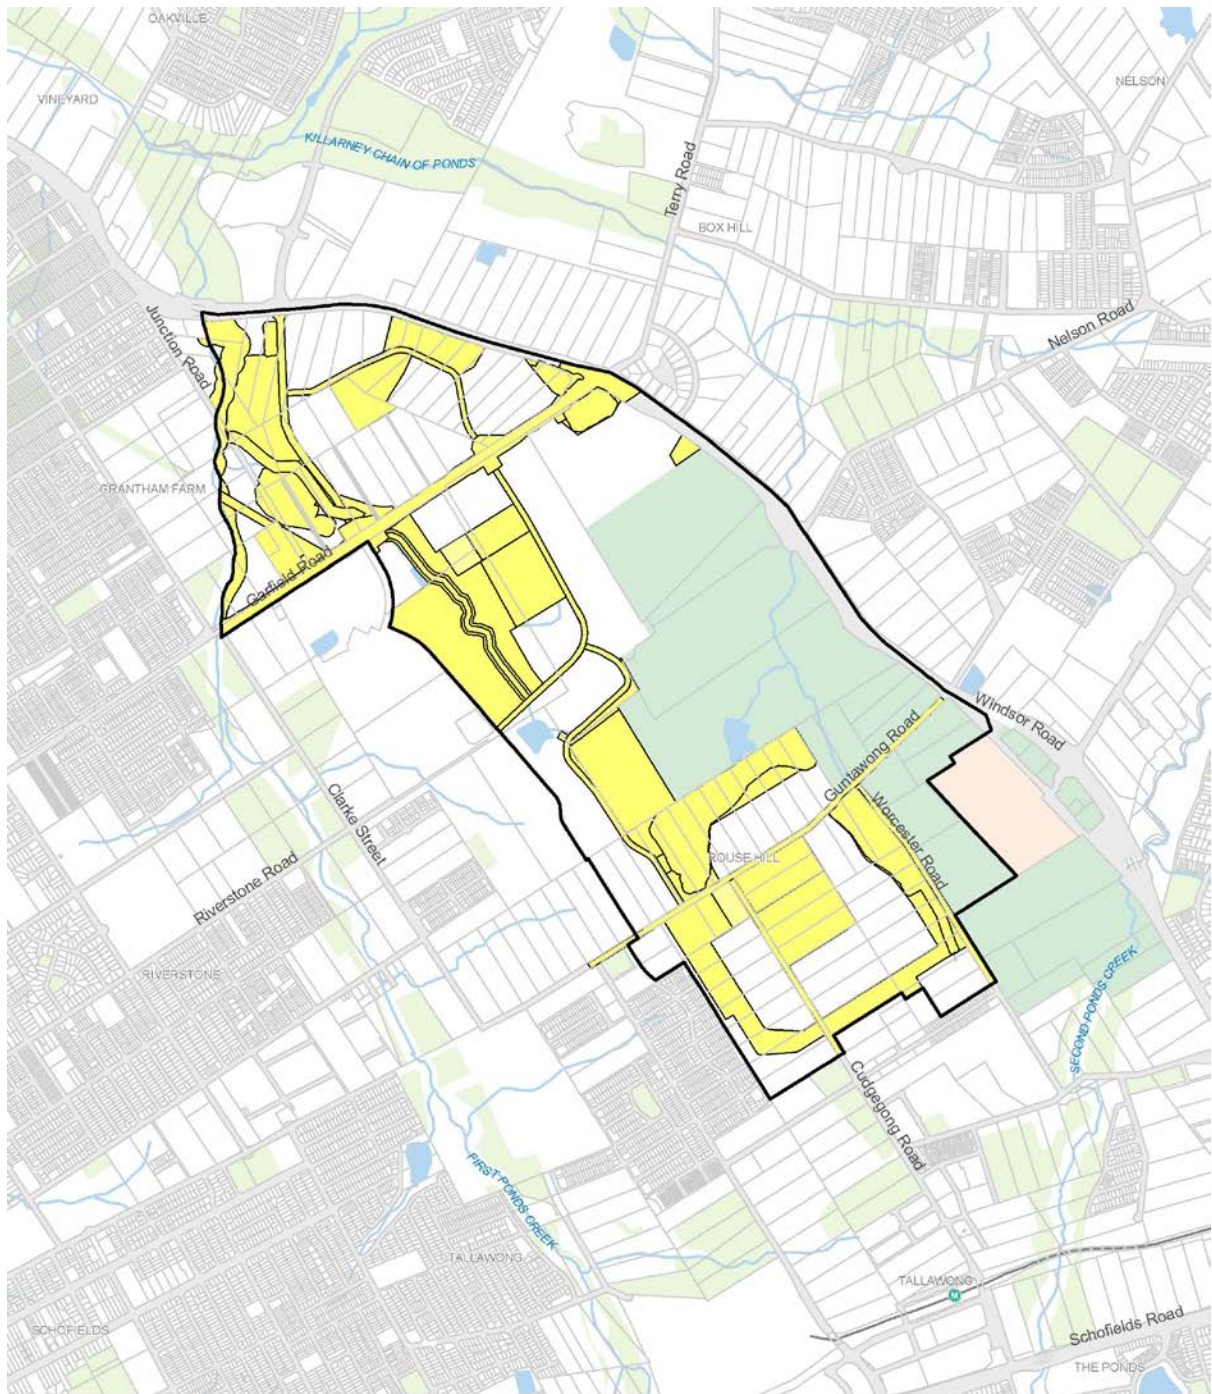 OAKVILLE
NELSON
VINEYARD
KILLARNEY CHAIN OF PONDS
Terry Road
BOX HILL
Junction Road
Nelson Road
GRANTHAM FARM
Garfield Road
Windsor Road
Guntawong Road
Clarke Street
Worcester Road
ROUSE HILL
Riverstone Road
RIVERSTONE
SECOND PONDS CREEK
Cudgegong Road
FIRST PONDS CREEK
TALLAWONG
TALLAWONG
M
SCHOFIELDS
Schofields Road
THE PONDS